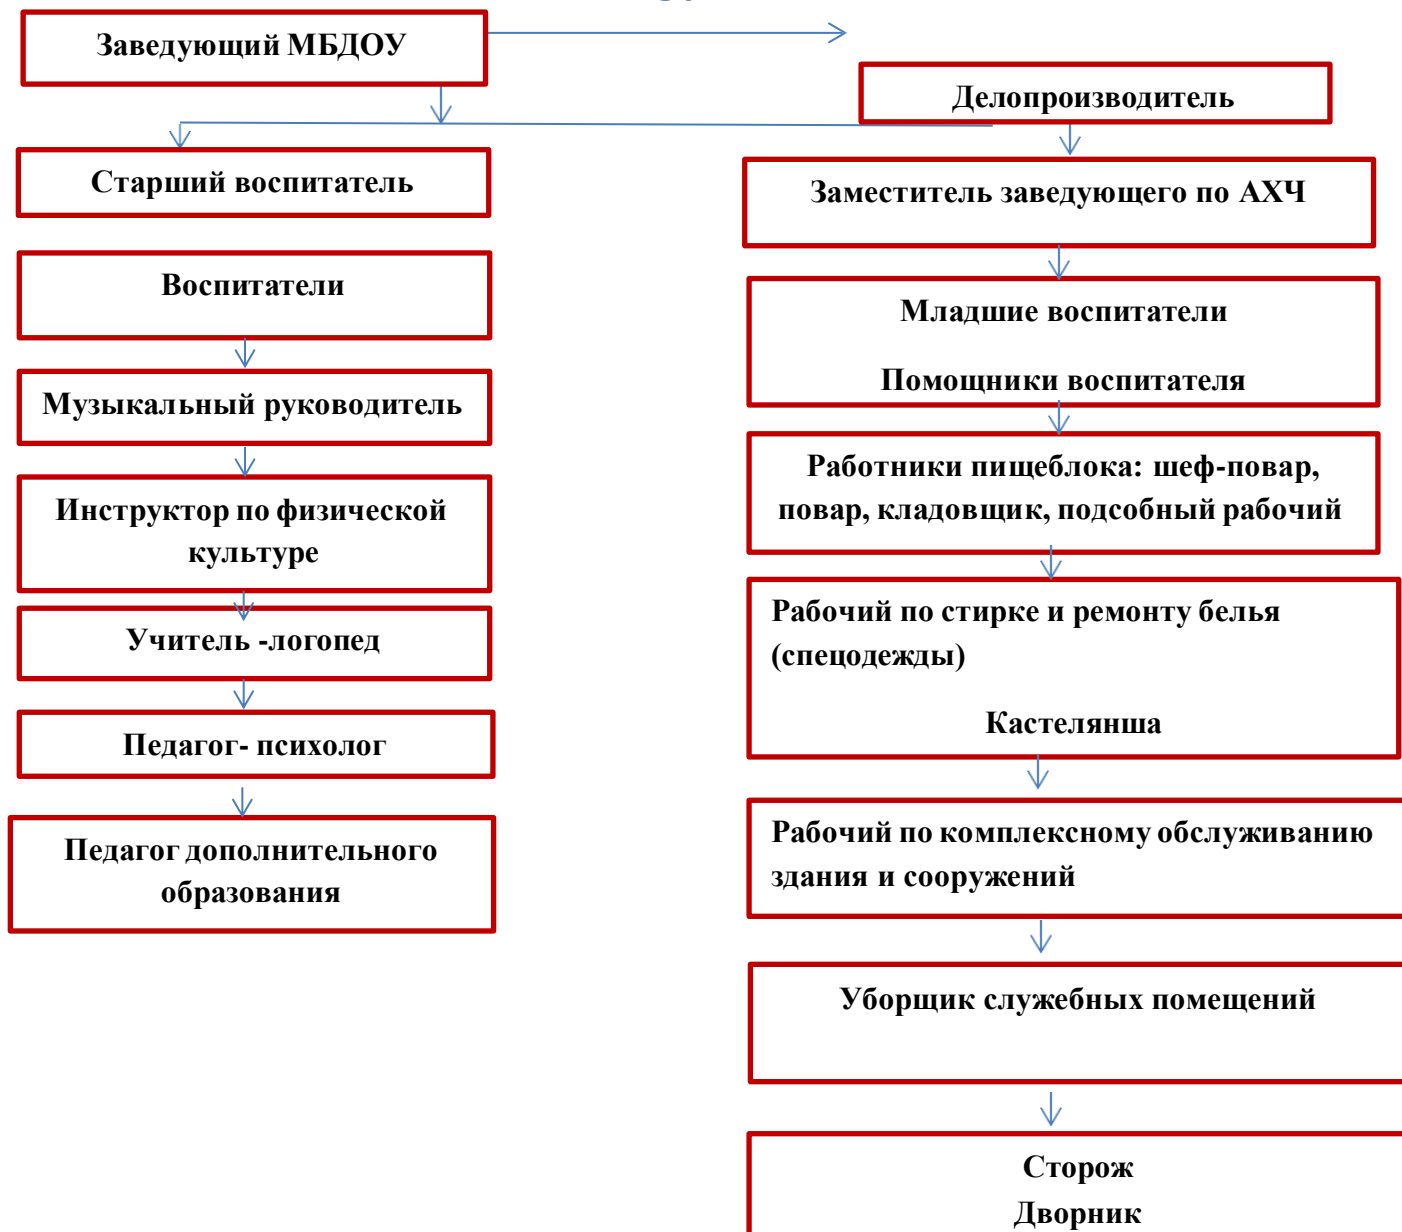 Заведующий МБДОУ
Делопроизводитель
Старший воспитатель
Заместитель заведующего по АХЧ
Воспитатели
Младшие воспитатели
Помощники воспитателя
Музыкальный руководитель
Работники пищеблока: шеф-повар,
повар, кладовщик, подсобный рабочий
Инструктор по физической
культуре
Учитель -логопед
Рабочий по стирке и ремонту белья
(спецодежды)
Кастелянша
Педагог- психолог
Педагог дополнительного
образования
Рабочий по комплексному обслуживанию
здания и сооружений
Уборщик служебных помещений
Сторож
Дворник